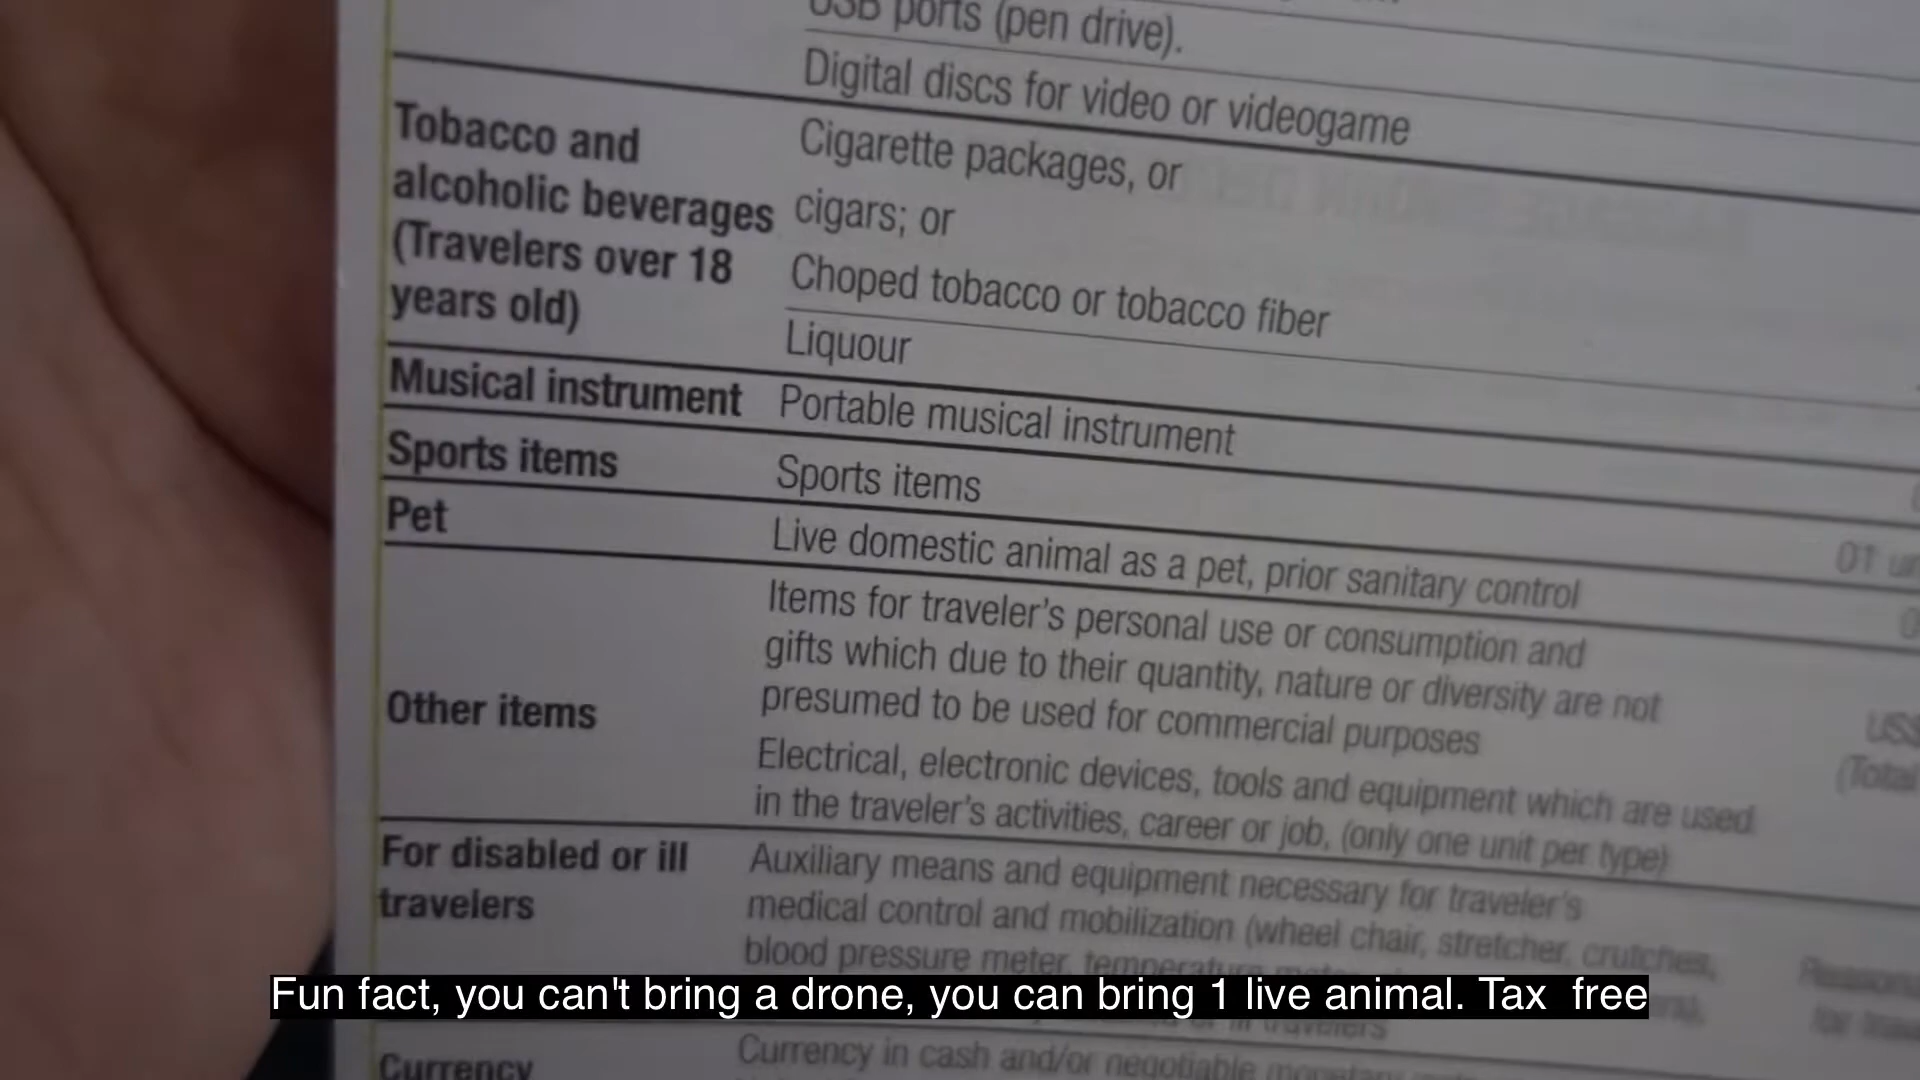 USB ports (pen drive).
Digital discs for video or videogame
Tobacco and
alcoholic beverages
(Travelers over 18
years old)
Cigarette packages, or
cigars; or
Choped tobacco or tobacco fiber
Liquour
Musical instrument Portable musical instrument
Sports items Sports items
01
Pet Live domestic animal as a pet, prior sanitary control
Other items
Items for traveler's personal use or consumption and
gifts which due to their quantity, nature or diversity are not
presumed to be used for commercial purposes
US$
(Total
Electrical, electronic devices, tools and equipment which are used
in the traveler's activities, career or job, (only one unit per type)
For disabled or ill
travelers
Auxiliary means and equipment necessary for traveler's
medical control and mobilization (wheel chair, stretcher, crutches,
blood pressure meter, temperature
travelers
Currency Currency in cash and/or negotiable monetary
Fun fact, you can't bring a drone, you can bring 1 live animal. Tax free